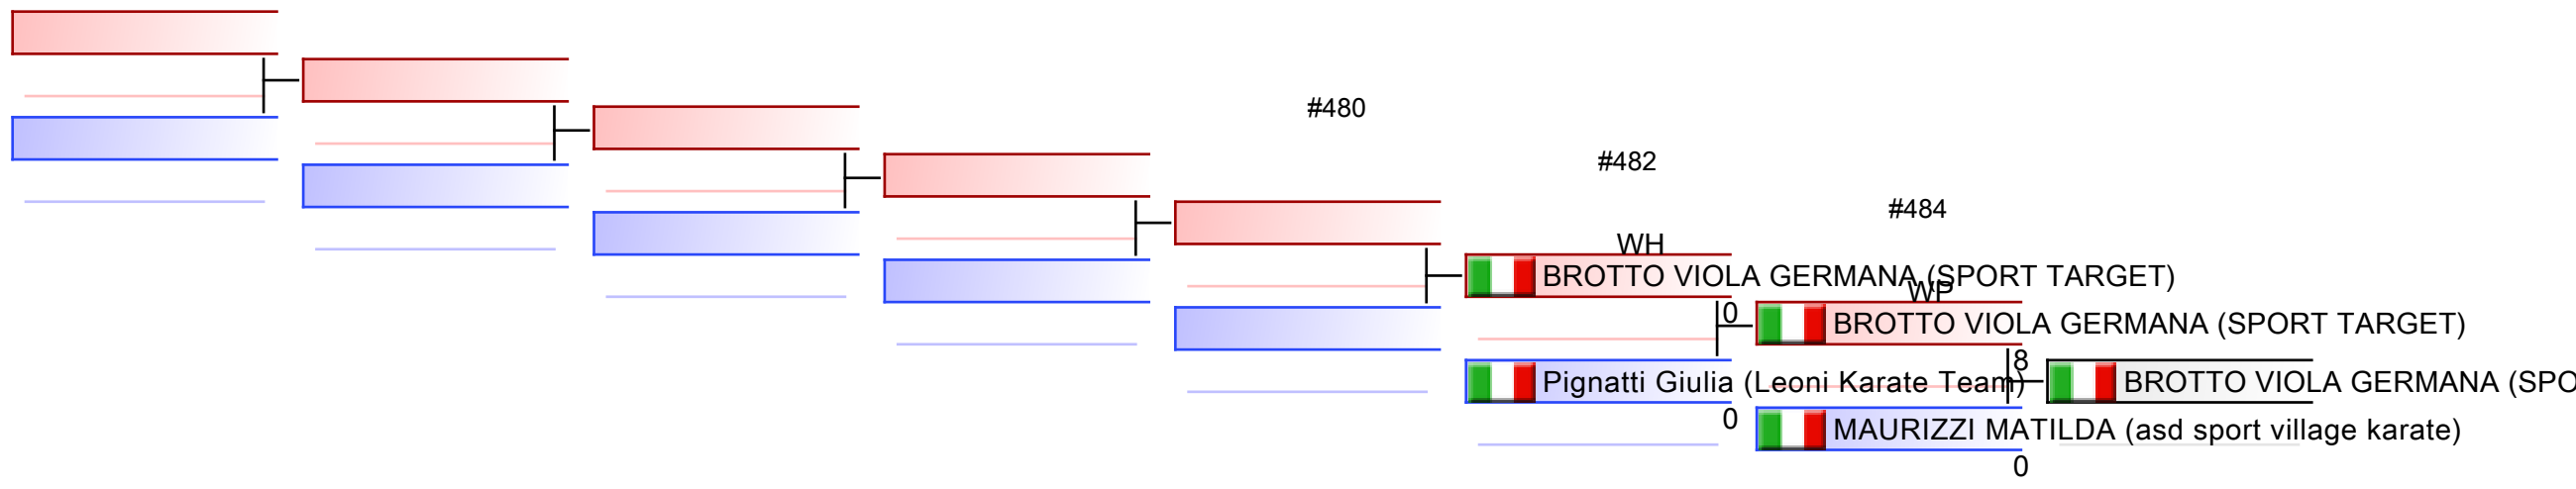 #480
#482
#484
WH
BROTTO VIOLA GERMANA (SPORT TARGET)
WP
0
BROTTO VIOLA GERMANA (SPORT TARGET)
8
Pignatti Giulia (Leoni Karate Team)
BROTTO VIOLA GERMANA (SPO
0
MAURIZZI MATILDA (asd sport village karate)
0